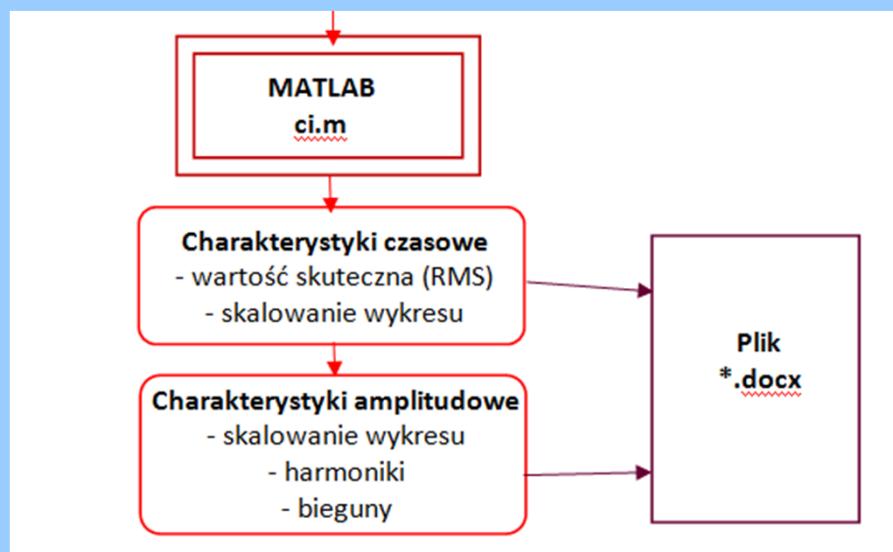 MATLAB
ci.m
Charakterystyki czasowe
- wartość skuteczna (RMS)
- skalowanie wykresu
Plik
*.docx
Charakterystyki amplitudowe
- skalowanie wykresu
- harmoniki
- bieguny